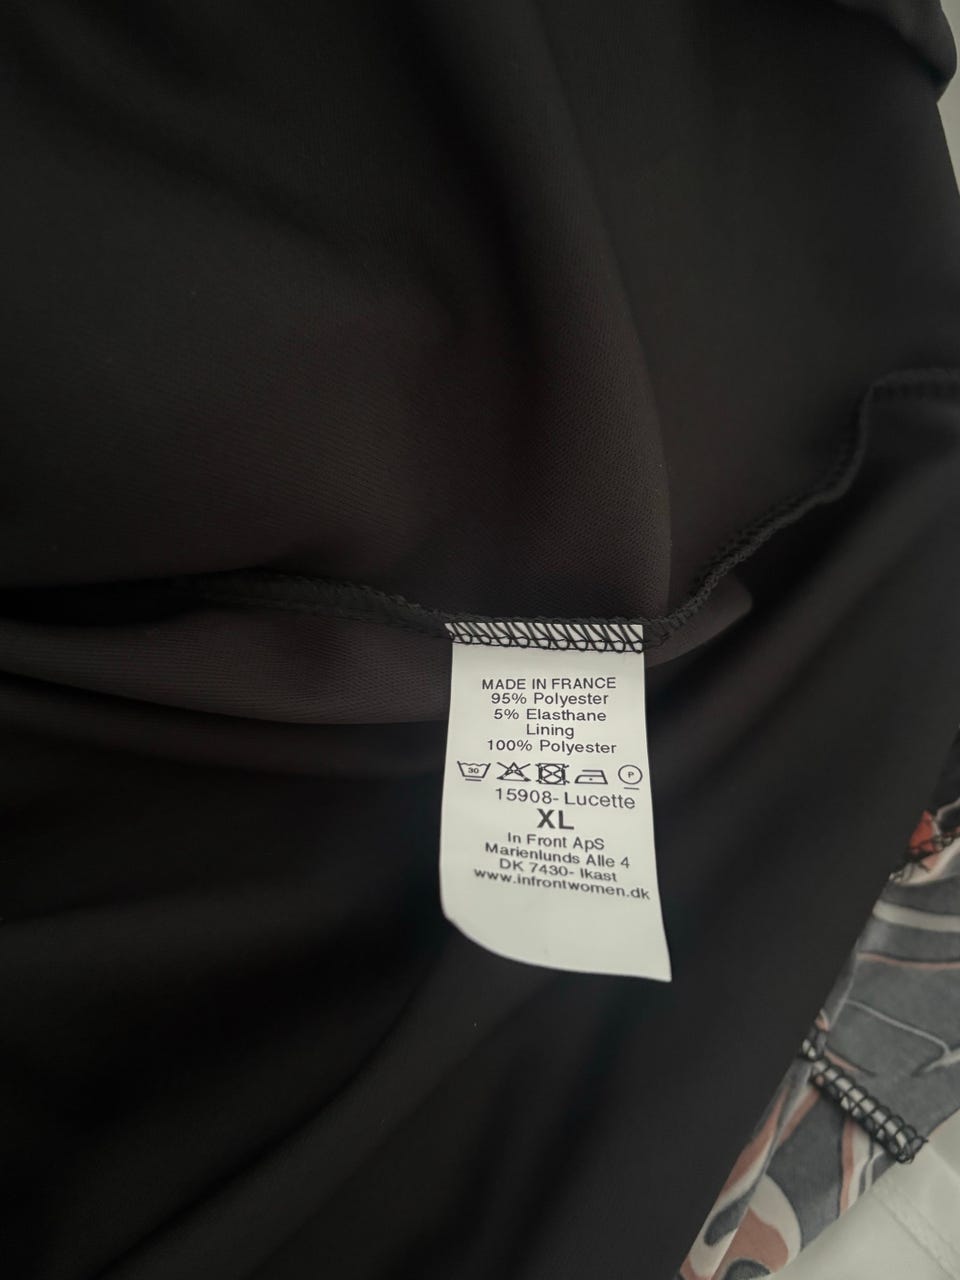 MADE IN FRANCE
95% Polyester
5% Elasthane
Lining
100% Polyester
30 P
15908- Lucette
XL
In Front ApS
Marienlunds Alle 4
DK 7430- Ikast
www.infrontwomen.dk